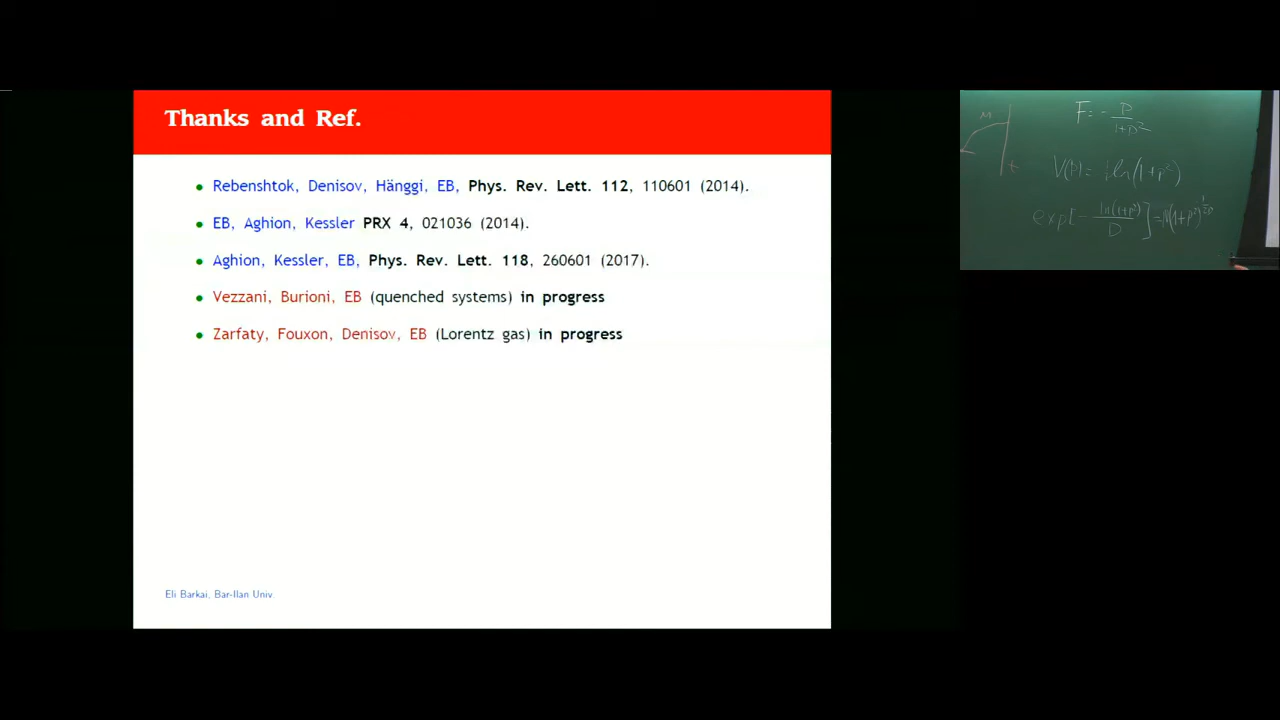 Thanks and Ref.
• Rebenshtok, Denisov, Hänggi, EB, Phys. Rev. Lett. 112, 110601 (2014).
• EB, Aghion, Kessler PRX 4, 021036 (2014).
• Aghion, Kessler, EB, Phys. Rev. Lett. 118, 260601 (2017).
• Vezzani, Burioni, EB (quenched systems) in progress
• Zarfaty, Fouxon, Denisov, EB (Lorentz gas) in progress
Eli Barkai, Bar-Ilan Univ.
F = - P / 1+P²